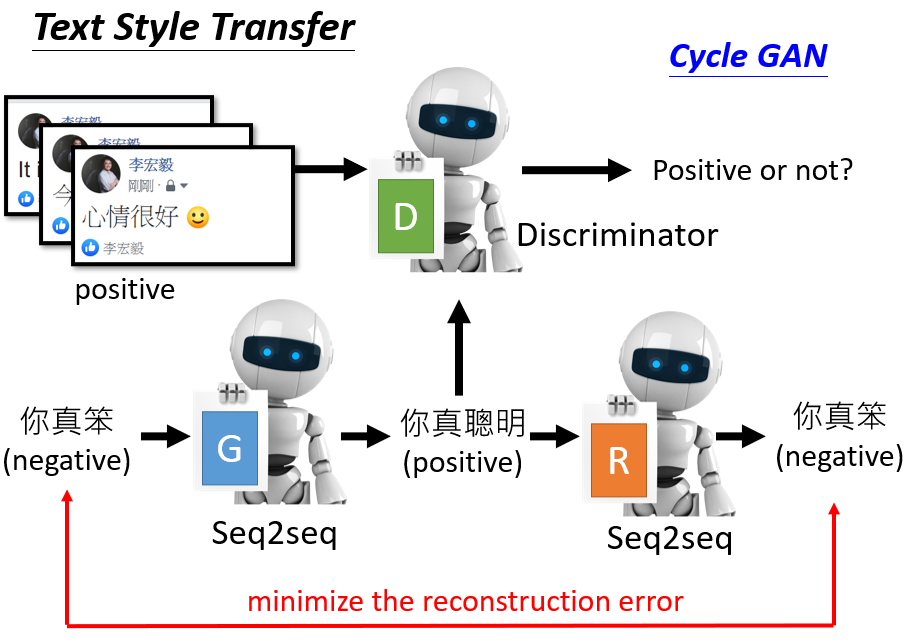 Text Style Transfer
Cycle GAN
李宏毅
It i
李宏毅
今
李宏毅
剛剛 ·
心情很好
李宏毅
positive
D
Discriminator
Positive or not?
你真笨
(negative)
G
Seq2seq
你真聰明
(positive)
R
Seq2seq
你真笨
(negative)
minimize the reconstruction error